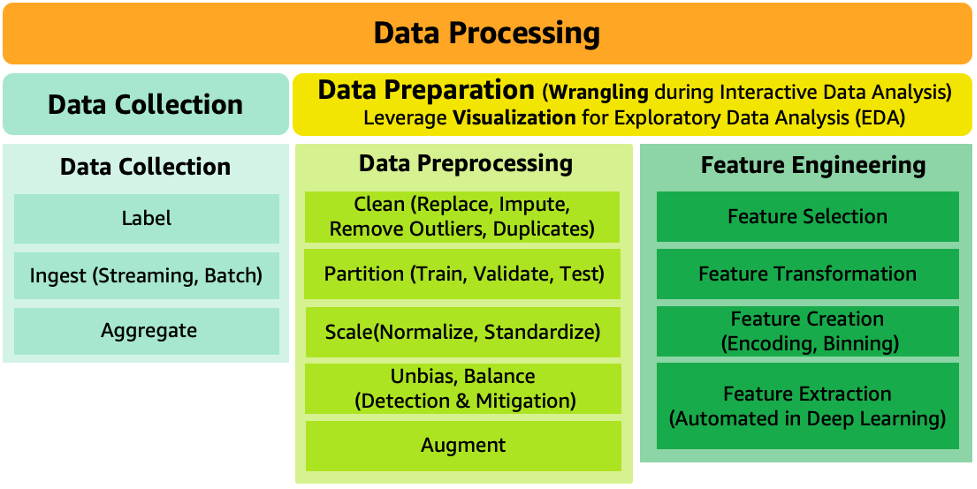 Data Processing
Data Collection
Data Preparation (Wrangling during Interactive Data Analysis)
Leverage Visualization for Exploratory Data Analysis (EDA)
Data Collection
Label
Ingest (Streaming, Batch)
Aggregate
Data Preprocessing
Clean (Replace, Impute,
Remove Outliers, Duplicates)
Partition (Train, Validate, Test)
Scale(Normalize, Standardize)
Unbias, Balance
(Detection & Mitigation)
Augment
Feature Engineering
Feature Selection
Feature Transformation
Feature Creation
(Encoding, Binning)
Feature Extraction
(Automated in Deep Learning)